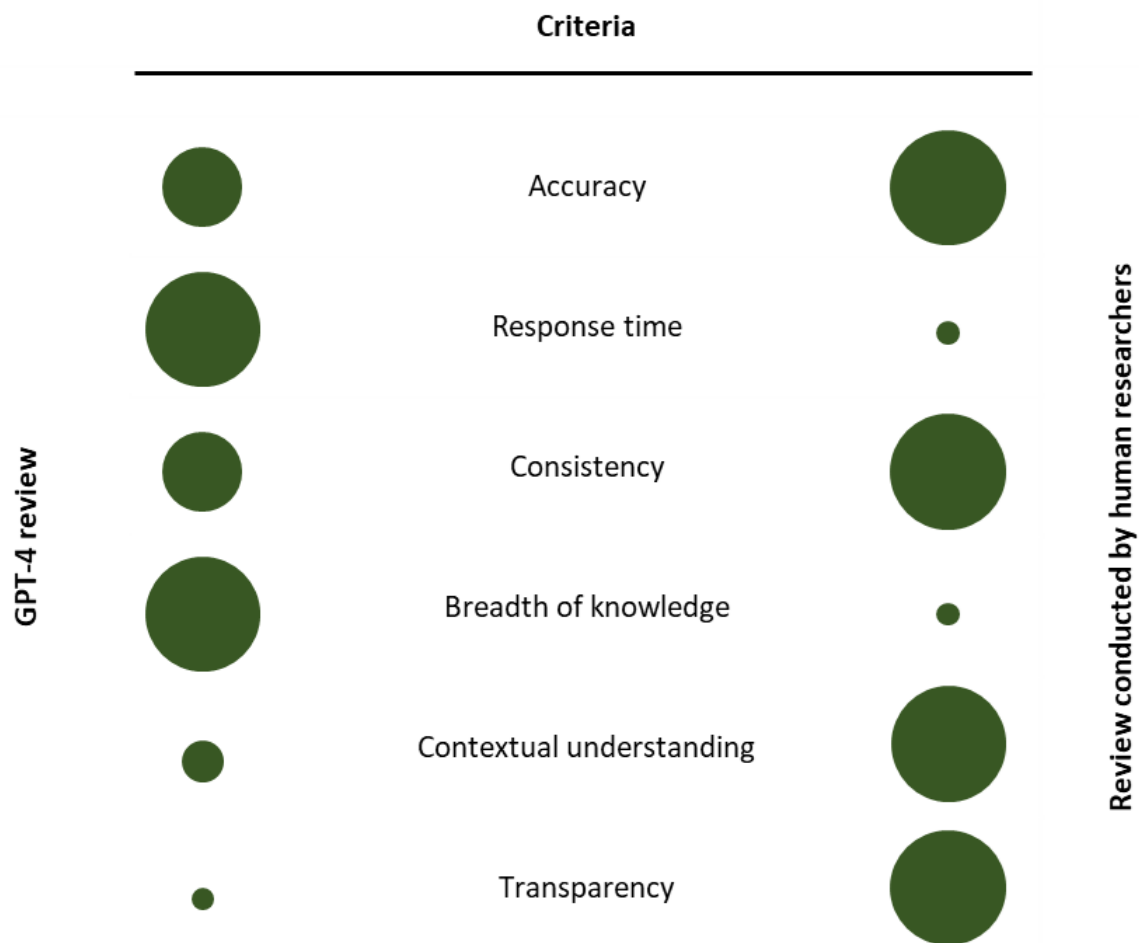 Criteria
GPT-4 review
Accuracy
Response time
Consistency
Breadth of knowledge
Contextual understanding
Transparency
Review conducted by human researchers